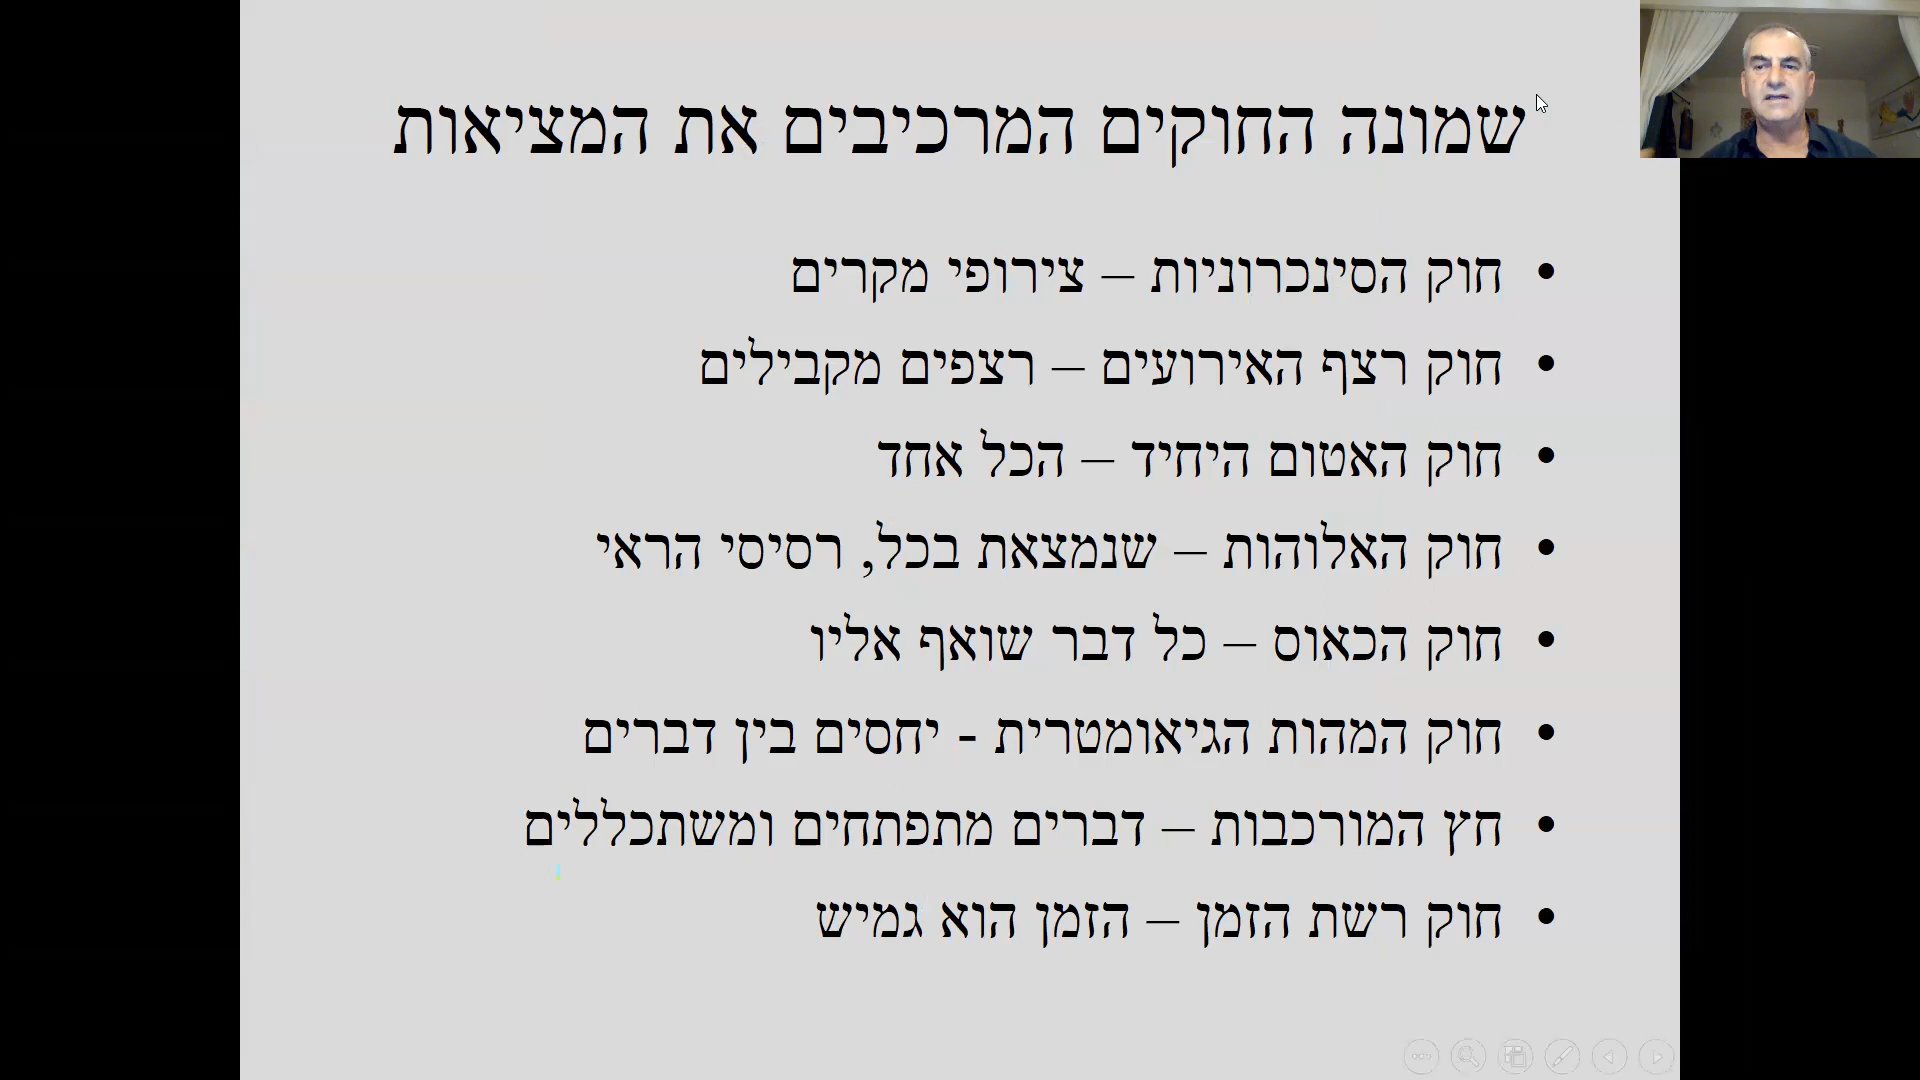 שמונה החוקים המרכיבים את המציאות
• חוק הסינכרוניות – צירופי מקרים
• חוק רצף האירועים – רצפים מקבילים
• חוק האטום היחיד – הכל אחד
• חוק האלוהות – שנמצאת בכל, רסיסי הראי
• חוק הכאוס – כל דבר שואף אליו
• חוק המהות הגיאומטרית - יחסים בין דברים
• חץ המורכבות – דברים מתפתחים ומשתכללים
• חוק רשת הזמן – הזמן הוא גמיש